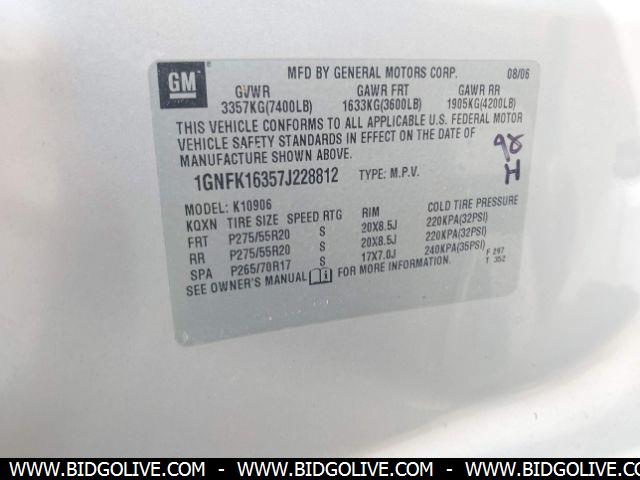 GM
MFD BY GENERAL MOTORS CORP. 08/06
GVWR GAWR FRT GAWR RR
3357KG(7400LB) 1633KG(3600LB) 1905KG(4200LB)
THIS VEHICLE CONFORMS TO ALL APPLICABLE U.S. FEDERAL MOTOR
VEHICLE SAFETY STANDARDS IN EFFECT ON THE DATE OF
MANUFACTURE SHOWN ABOVE.
1GNFK16357J228812 TYPE: M.P.V.
98
H
MODEL: K10906
KQXN TIRE SIZE SPEED RTG RIM COLD TIRE PRESSURE
FRT P275/55R20 S 20X8.5J 220KPA(32PSI)
RR P275/55R20 S 20X8.5J 220KPA(32PSI)
SPA P265/70R17 S 17X7.0J 240KPA(35PSI)
SEE OWNER'S MANUAL FOR MORE INFORMATION. F 297
T 352
WWW.BIDGOLIVE.COM - WWW.BIDGOLIVE.COM - WWW.BIDGOLIVE.COM